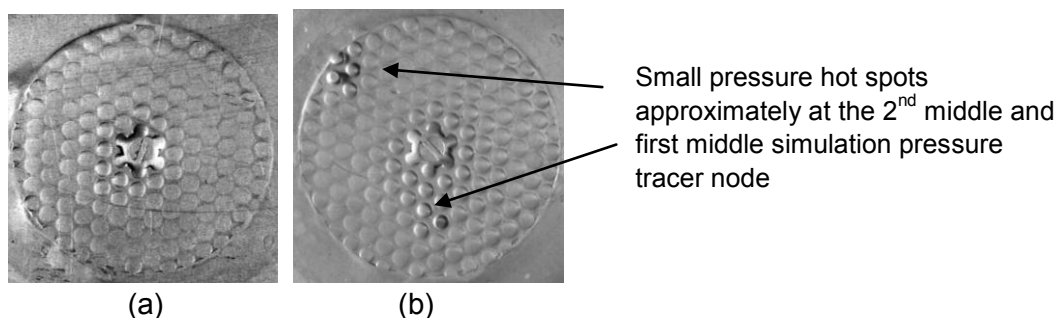 Small pressure hot spots
approximately at the 2nd middle and
first middle simulation pressure
tracer node
(a)
(b)